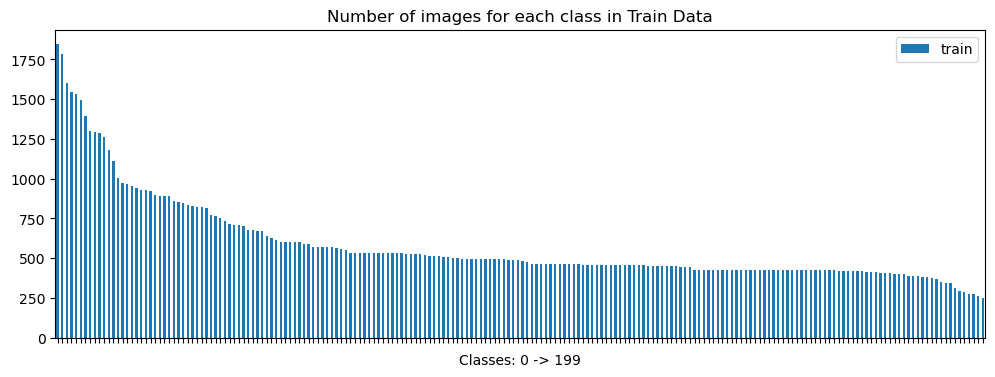 Number of images for each class in Train Data
train
1750
1500
1250
1000
750
500
250
0
Classes: 0 -> 199